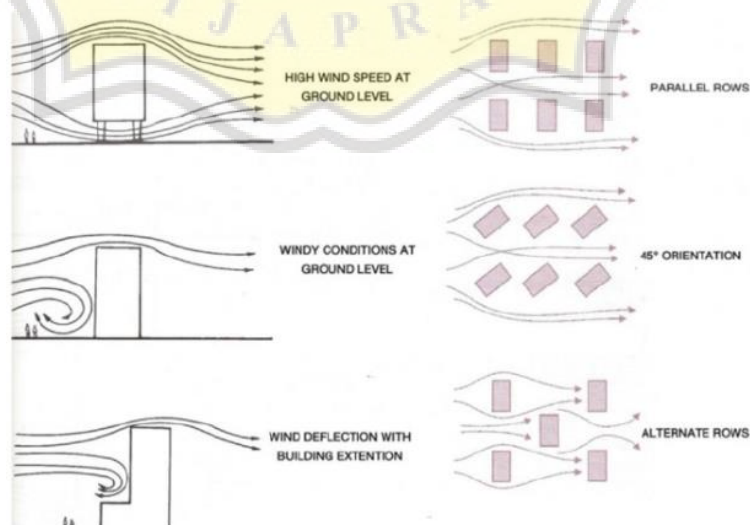 IJAPRA
HIGH WIND SPEED AT
GROUND LEVEL
PARALLEL ROWS
WINDY CONDITIONS AT
GROUND LEVEL
45° ORIENTATION
WIND DEFLECTION WITH
BUILDING EXTENTION
ALTERNATE ROWS